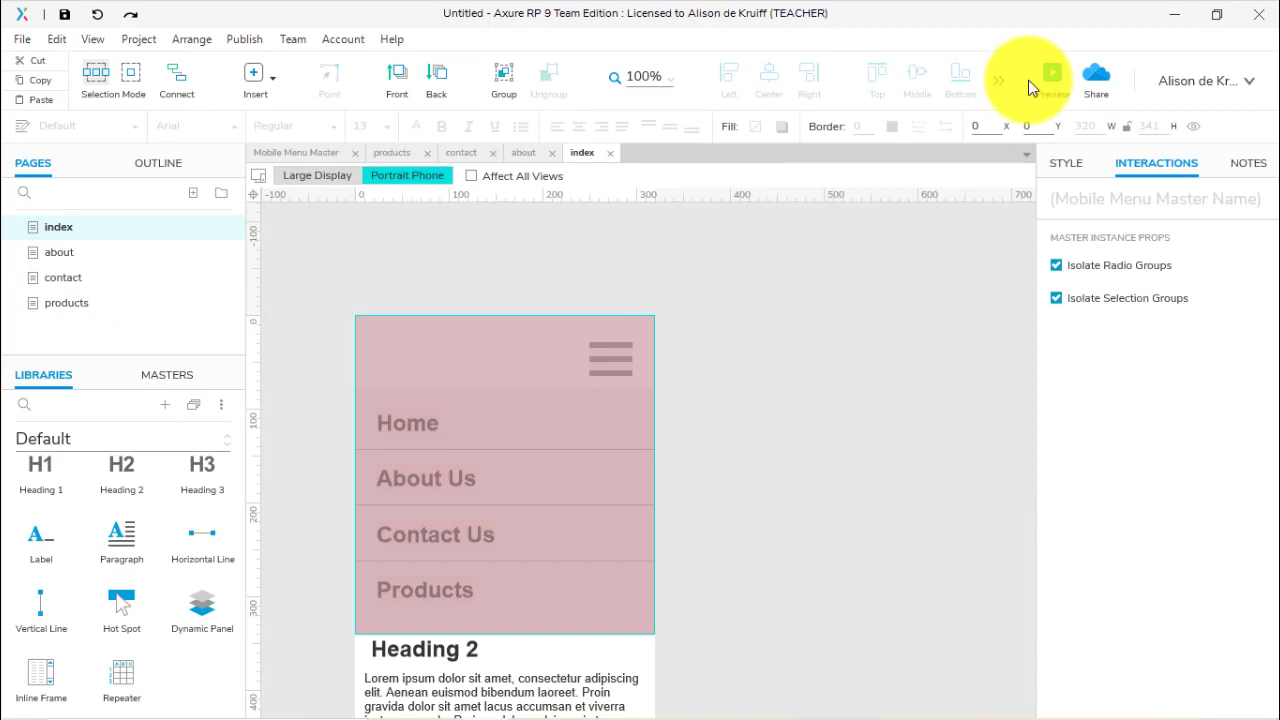 Untitled - Axure RP 9 Team Edition : Licensed to Alison de Kruiff (TEACHER)
File Edit View Project Arrange Publish Team Account Help
Cut
Copy
Paste
Selection Mode
Connect
Insert
Point
Front
Back
Group
Ungroup
100%
Left
Center
Right
Top
Middle
Bottom
Preview
Share
Alison de Kr...
Default
Arial
Regular
13
Fill:
Border:
0
0 X
0 Y
320 W
341 H
PAGES
OUTLINE
index
about
contact
products
LIBRARIES
MASTERS
Default
H1 H2 H3
Heading 1 Heading 2 Heading 3
Label Paragraph Horizontal Line
Vertical Line Hot Spot Dynamic Panel
Inline Frame Repeater
Mobile Menu Master products contact about index
Large Display Portrait Phone Affect All Views
-100 0 100 200 300 400 500 600 700
-100
0
100
200
300
400
Home
About Us
Contact Us
Products
Heading 2
Lorem ipsum dolor sit amet, consectetur adipiscing
elit. Aenean euismod bibendum laoreet. Proin
gravida dolor sit amet lacus accumsan et viverra
STYLE INTERACTIONS NOTES
(Mobile Menu Master Name)
MASTER INSTANCE PROPS
Isolate Radio Groups
Isolate Selection Groups